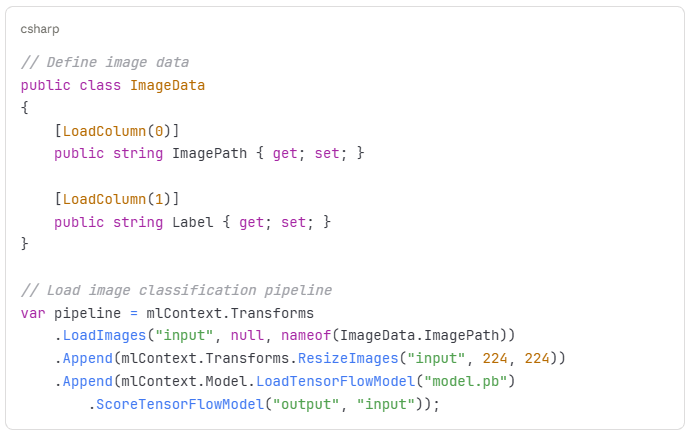 csharp
// Define image data
public class ImageData
{
    [LoadColumn(0)]
    public string ImagePath { get; set; }

    [LoadColumn(1)]
    public string Label { get; set; }
}

// Load image classification pipeline
var pipeline = mlContext.Transforms
    .LoadImages("input", null, nameof(ImageData.ImagePath))
    .Append(mlContext.Transforms.ResizeImages("input", 224, 224))
    .Append(mlContext.Model.LoadTensorFlowModel("model.pb")
        .ScoreTensorFlowModel("output", "input"));